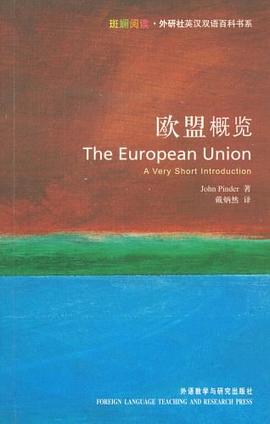 斑斓阅读·外研社英汉双语百科书系
欧盟概览
The European Union
A Very Short Introduction
John Pinder 著
戴炳然 译
外语教学与研究出版社
FOREIGN LANGUAGE TEACHING AND RESEARCH PRESS